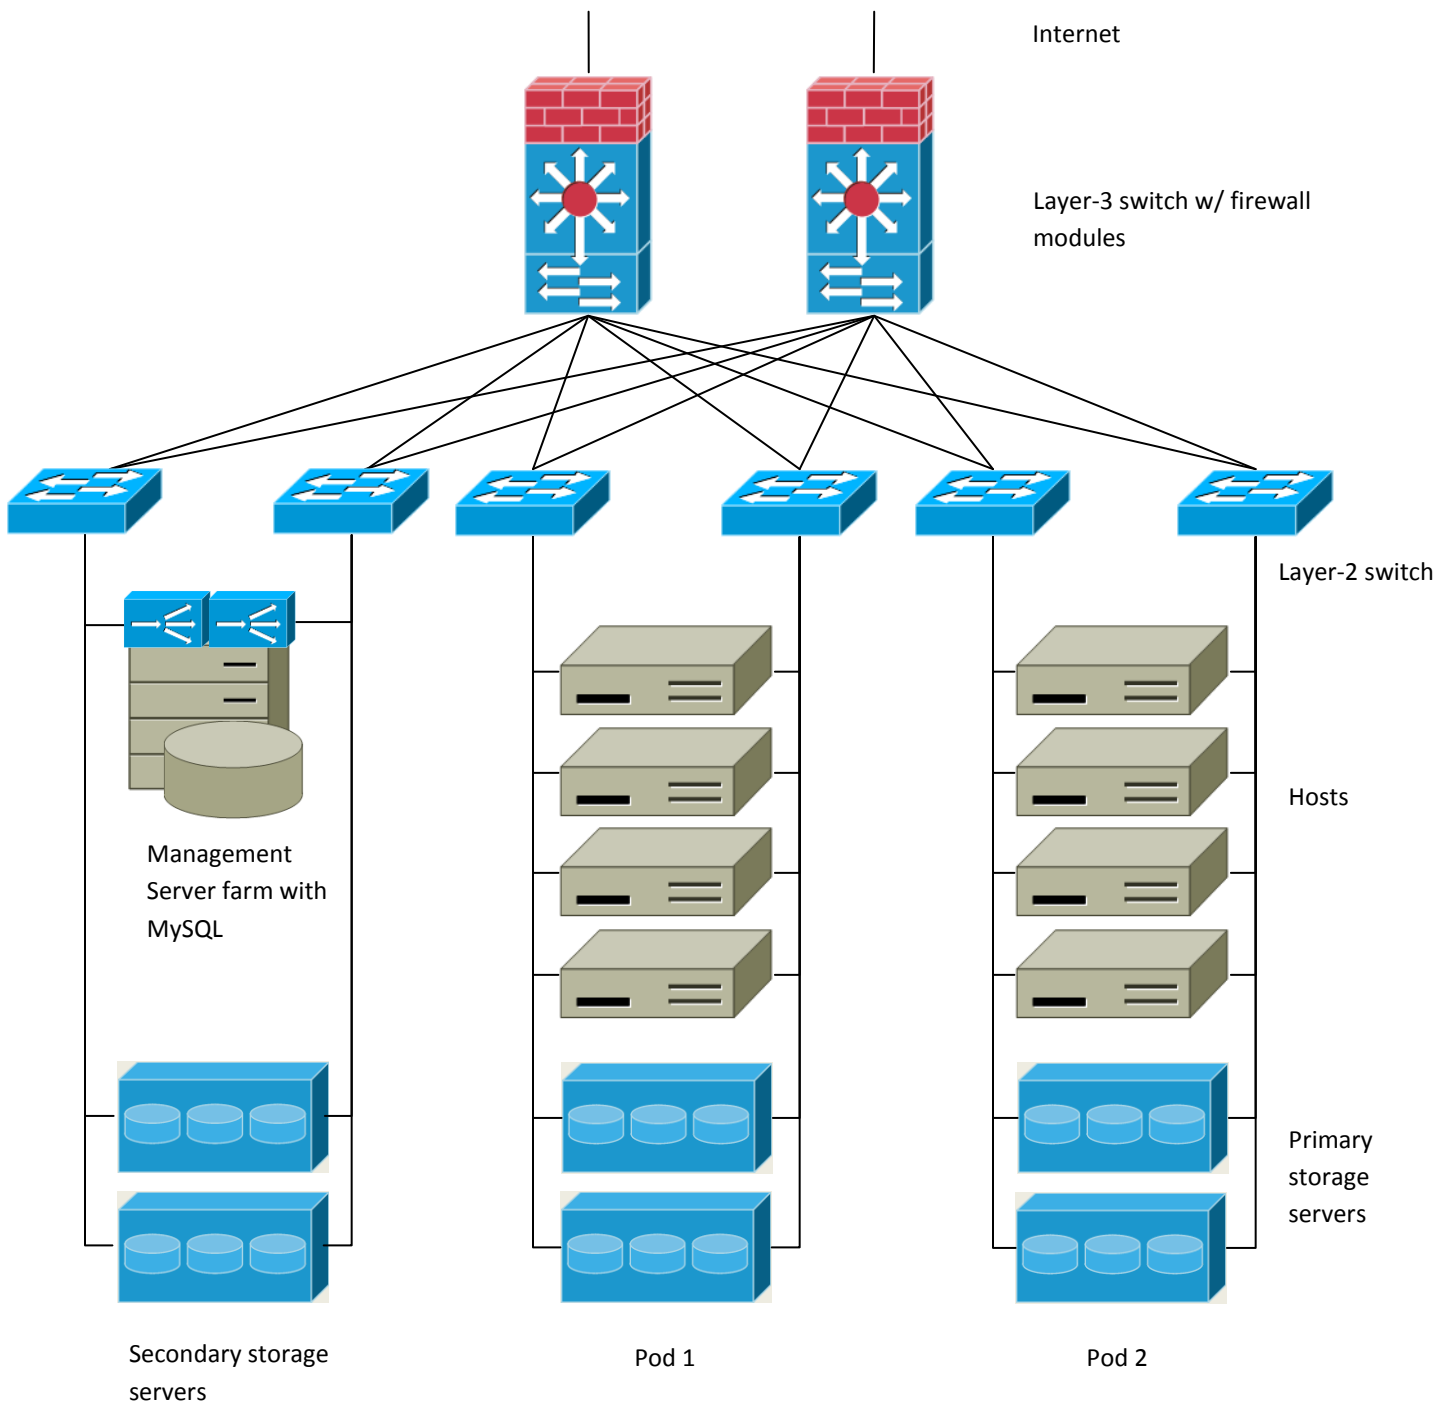 Internet
Layer-3 switch w/ firewall
modules
Layer-2 switch
Hosts
Management
Server farm with
MySQL
Primary
storage
servers
Secondary storage
servers
Pod 1
Pod 2